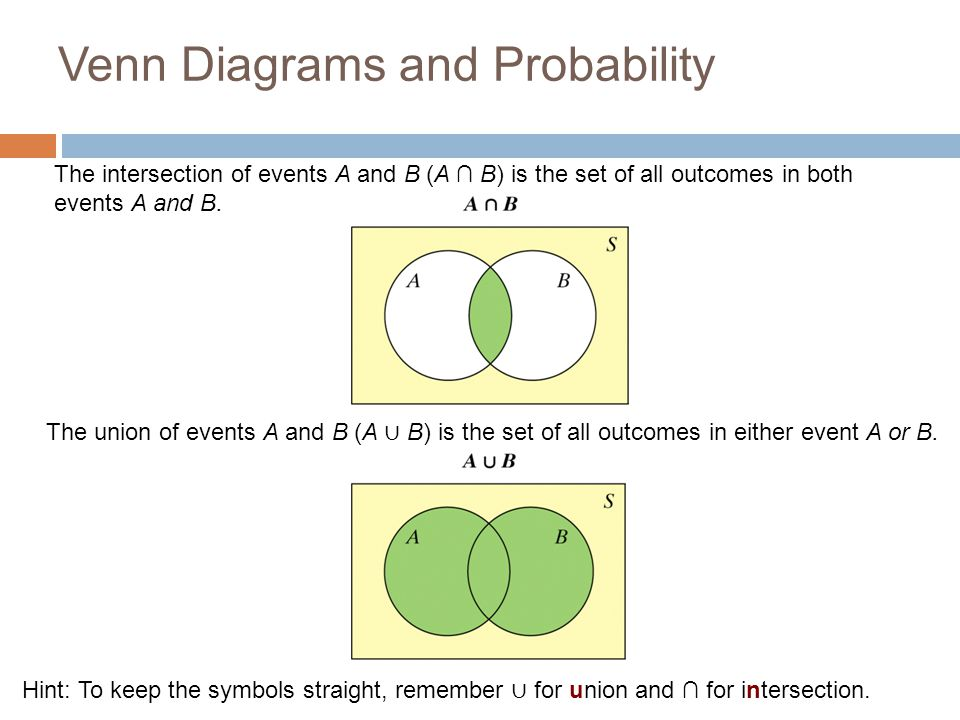 Venn Diagrams and Probability
The intersection of events A and B (A ∩ B) is the set of all outcomes in both
events A and B.
A ∩ B
S
A B
The union of events A and B (A ∪ B) is the set of all outcomes in either event A or B.
A ∪ B
S
A B
Hint: To keep the symbols straight, remember ∪ for union and ∩ for intersection.